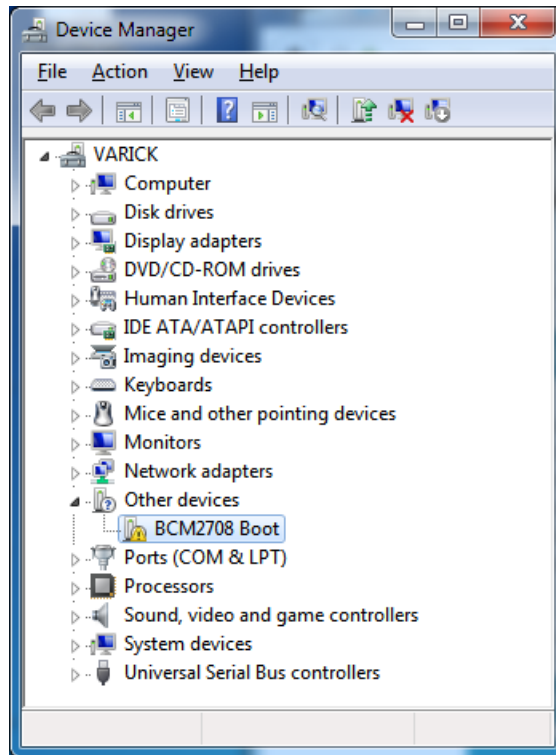 Device Manager
File Action View Help
VARICK
Computer
Disk drives
Display adapters
DVD/CD-ROM drives
Human Interface Devices
IDE ATA/ATAPI controllers
Imaging devices
Keyboards
Mice and other pointing devices
Monitors
Network adapters
Other devices
BCM2708 Boot
Ports (COM & LPT)
Processors
Sound, video and game controllers
System devices
Universal Serial Bus controllers